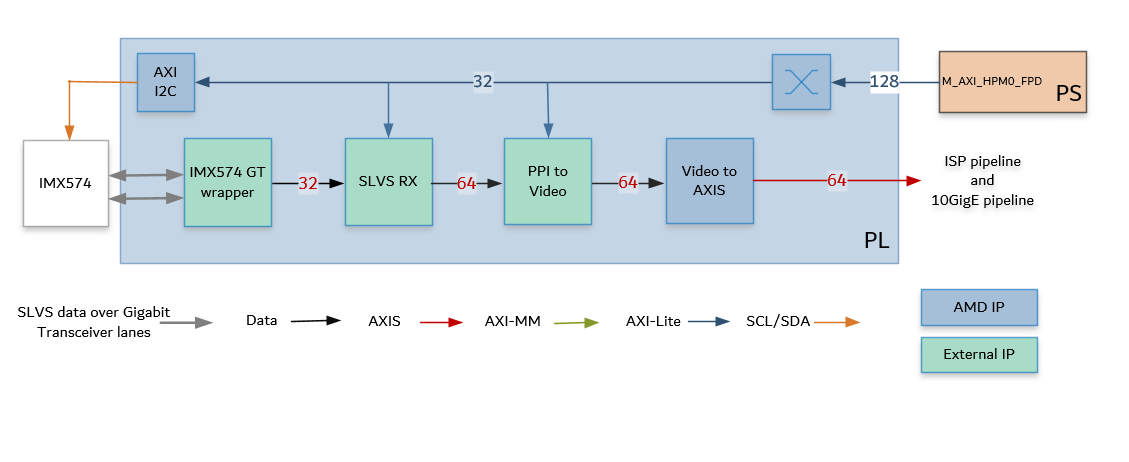 AXI
I2C
32
128
M_AXI_HPM0_FPD
PS
IMX574
IMX574 GT
wrapper
32
SLVS RX
64
PPI to
Video
64
Video to
AXIS
64
ISP pipeline
and
10GigE pipeline
PL
SLVS data over Gigabit
Transceiver lanes
Data
AXIS
AXI-MM
AXI-Lite
SCL/SDA
AMD IP
External IP